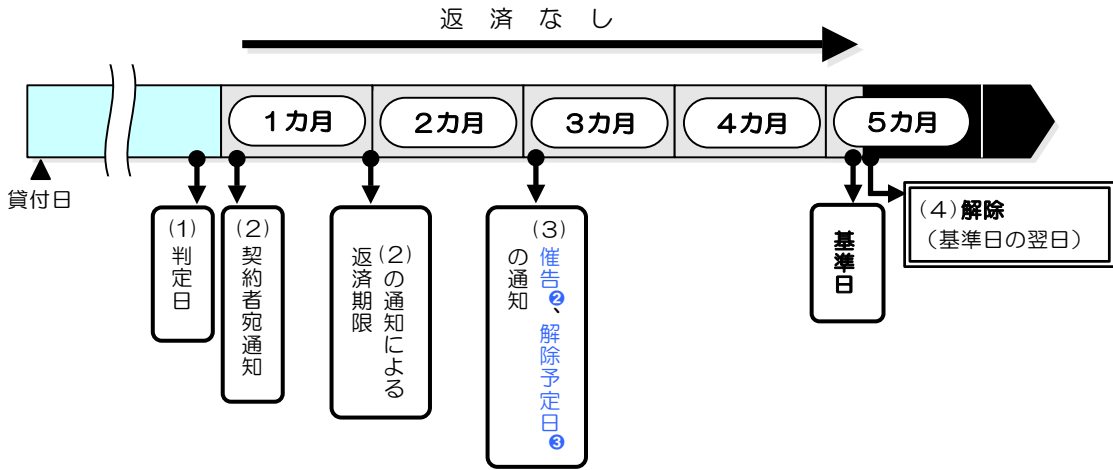 返済なし
1カ月
2カ月
3カ月
4カ月
5カ月
貸付日
(1)
判定日
(2)
契約者宛通知
(2)の通知による
返済期限
(3)
催告❷、解除予定日❸
の通知
基準日
(4)解除
(基準日の翌日)